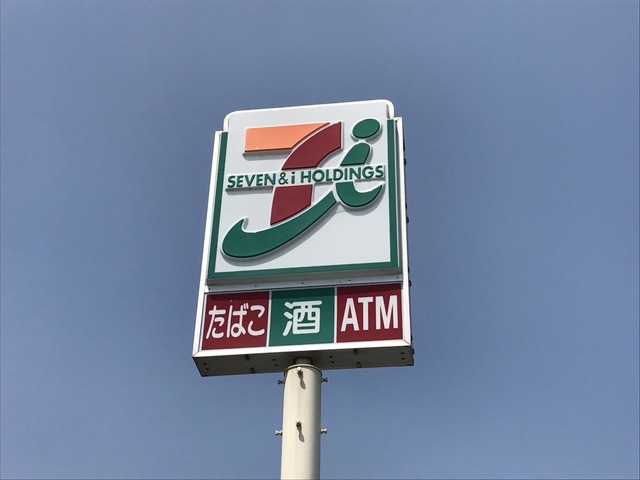 SEVEN & i HOLDINGS
たばこ 酒 ATM